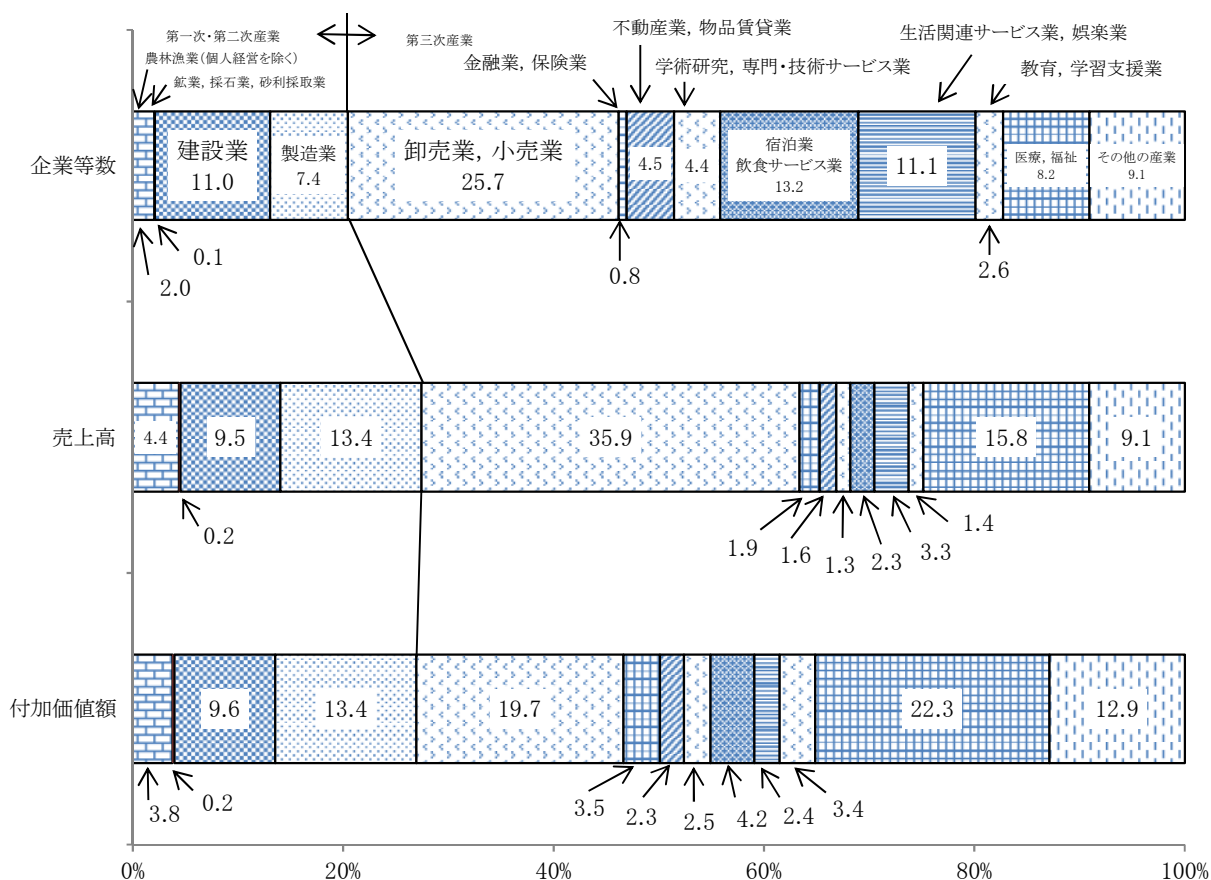 不動産業，物品賃貸業
生活関連サービス業，娯楽業
第一次・第二次産業
第三次産業
農林漁業（個人経営を除く）
金融業，保険業
学術研究，専門・技術サービス業
教育，学習支援業
鉱業，採石業，砂利採取業
企業等数
建設業
11.0
製造業
7.4
卸売業，小売業
25.7
4.5
4.4
宿泊業
飲食サービス業
13.2
11.1
医療，福祉
8.2
その他の産業
9.1
2.0
0.1
0.8
2.6
売上高
4.4
9.5
13.4
35.9
15.8
9.1
0.2
1.9
1.6
1.3
2.3
3.3
1.4
付加価値額
9.6
13.4
19.7
22.3
12.9
3.8
0.2
3.5
2.3
2.5
4.2
2.4
3.4
0%
20%
40%
60%
80%
100%